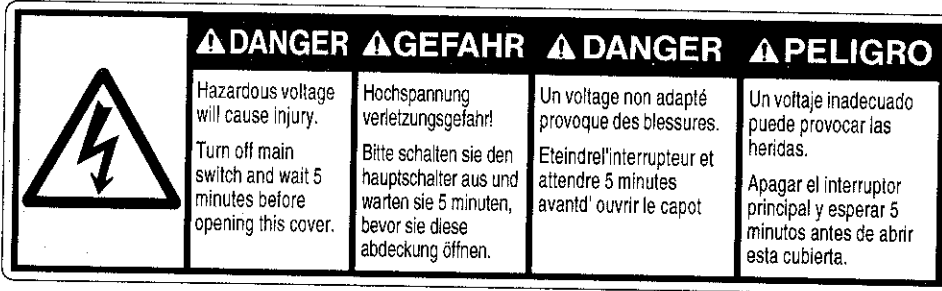 DANGER
Hazardous voltage
will cause injury.
Turn off main
switch and wait 5
minutes before
opening this cover.
GEFAHR
Hochspannung
verletzungsgefahr!
Bitte schalten sie den
hauptschalter aus und
warten sie 5 minuten,
bevor sie diese
abdeckung öffnen.
DANGER
Un voltage non adapté
provoque des blessures.
Eteindrel'interrupteur et
attendre 5 minutes
avantd' ouvrir le capot
PELIGRO
Un voltaje inadecuado
puede provocar las
heridas.
Apagar el interruptor
principal y esperar 5
minutos antes de abrir
esta cubierta.